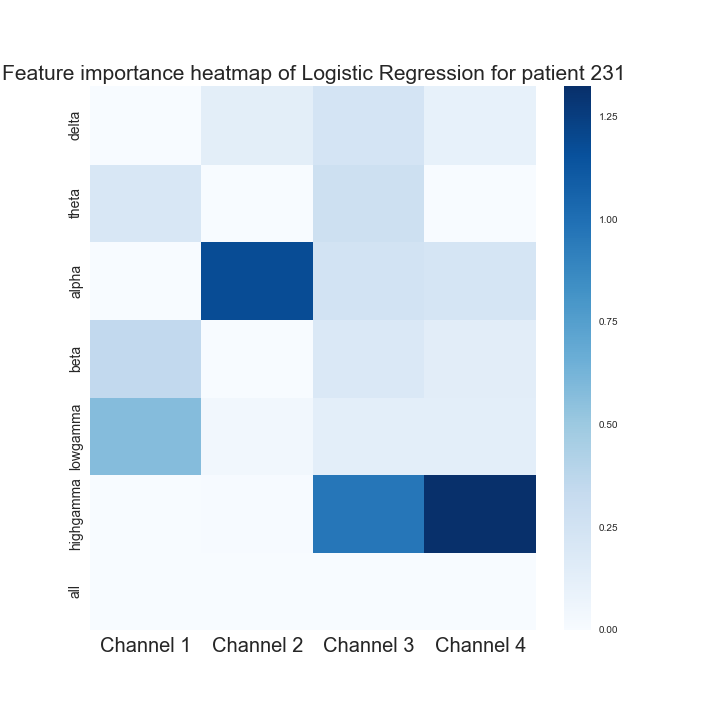 Feature importance heatmap of Logistic Regression for patient 231
delta
theta
alpha
beta
lowgamma
highgamma
all
Channel 1 Channel 2 Channel 3 Channel 4
1.25
1.00
0.75
0.50
0.25
0.00